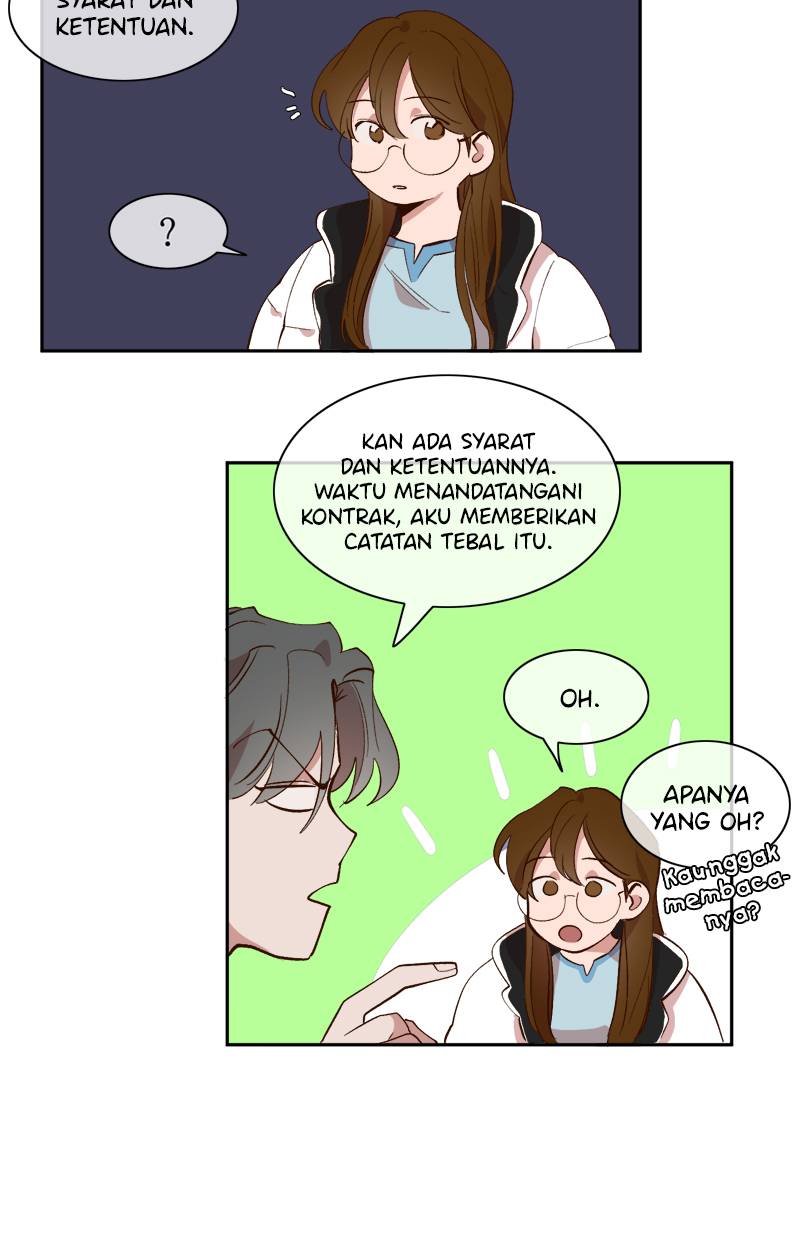 SYARAT DAN
KETENTUAN.
?
KAN ADA SYARAT
DAN KETENTUANNYA.
WAKTU MENANDATANGANI
KONTRAK, AKU MEMBERIKAN
CATATAN TEBAL ITU.
OH.
APANYA
YANG OH?
Kaunggak
membaca-
nya?